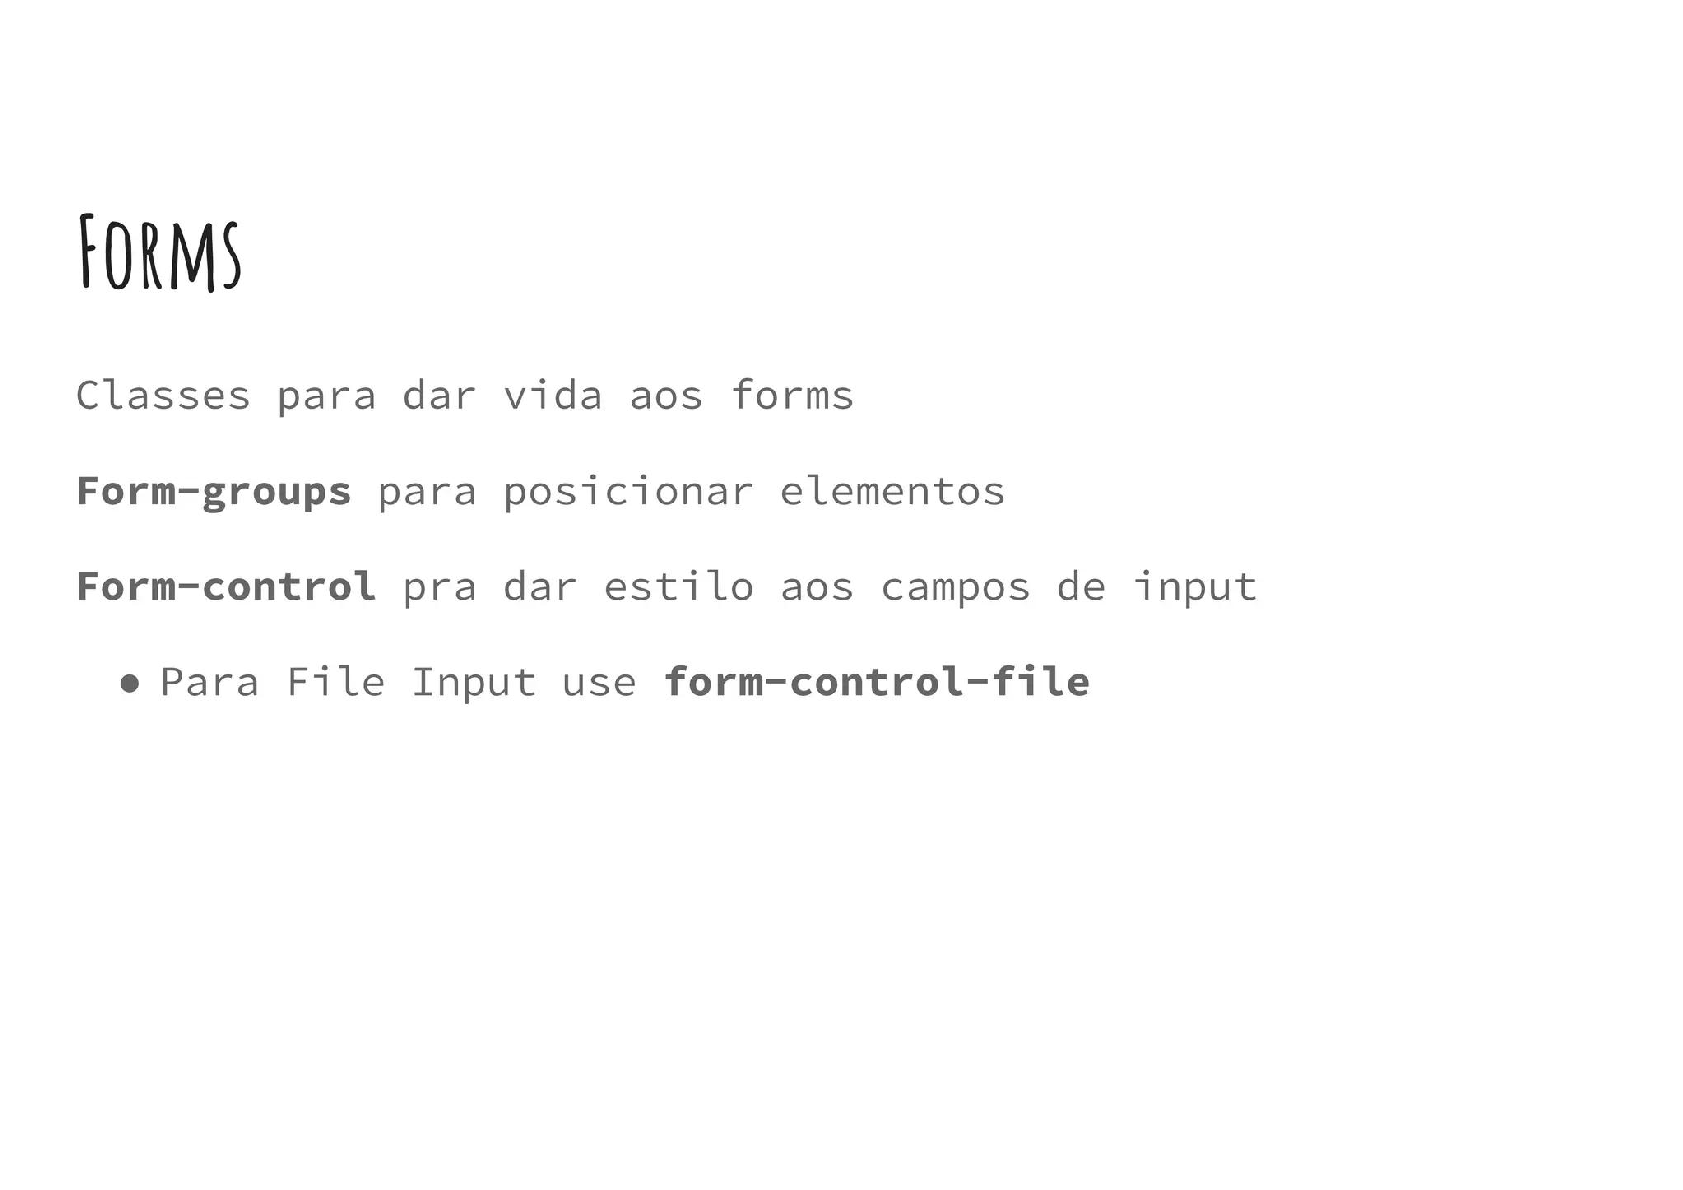 Forms
Classes para dar vida aos forms
Form-groups para posicionar elementos
Form-control pra dar estilo aos campos de input
● Para File Input use form-control-file